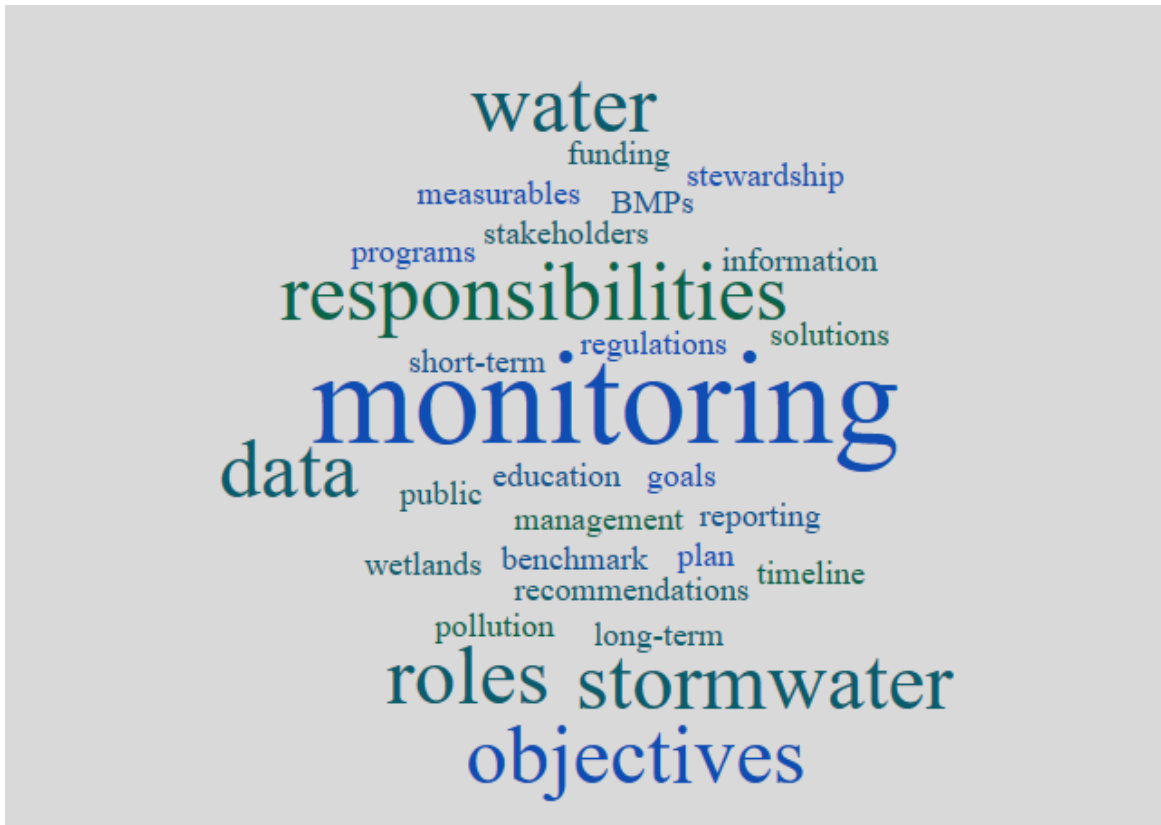 water
funding
stewardship
measurables BMPs
stakeholders
programs information
responsibilities
solutions
short-term regulations
monitoring
data
public education goals
management reporting
wetlands benchmark plan timeline
recommendations
pollution long-term
roles stormwater
objectives